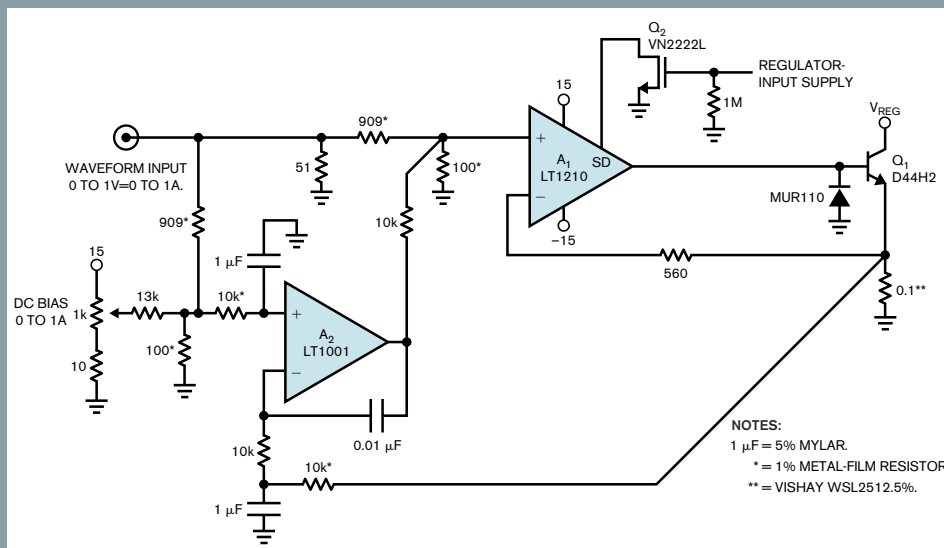 Q2
VN2222L
REGULATOR-
INPUT SUPPLY
1M
15
VREG
909*
Q1
D44H2
WAVEFORM INPUT
0 TO 1V=0 TO 1A.
51
100*
+
A1
LT1210
SD
−
−15
MUR110
909*
10k
1 µF
560
0.1**
15
DC BIAS
0 TO 1A
1k
13k
10k*
+
A2
LT1001
−
10
100*
0.01 µF
10k
10k*
1 µF
NOTES:
1 µF = 5% MYLAR.
* = 1% METAL-FILM RESISTOR
** = VISHAY WSL2512.5%.